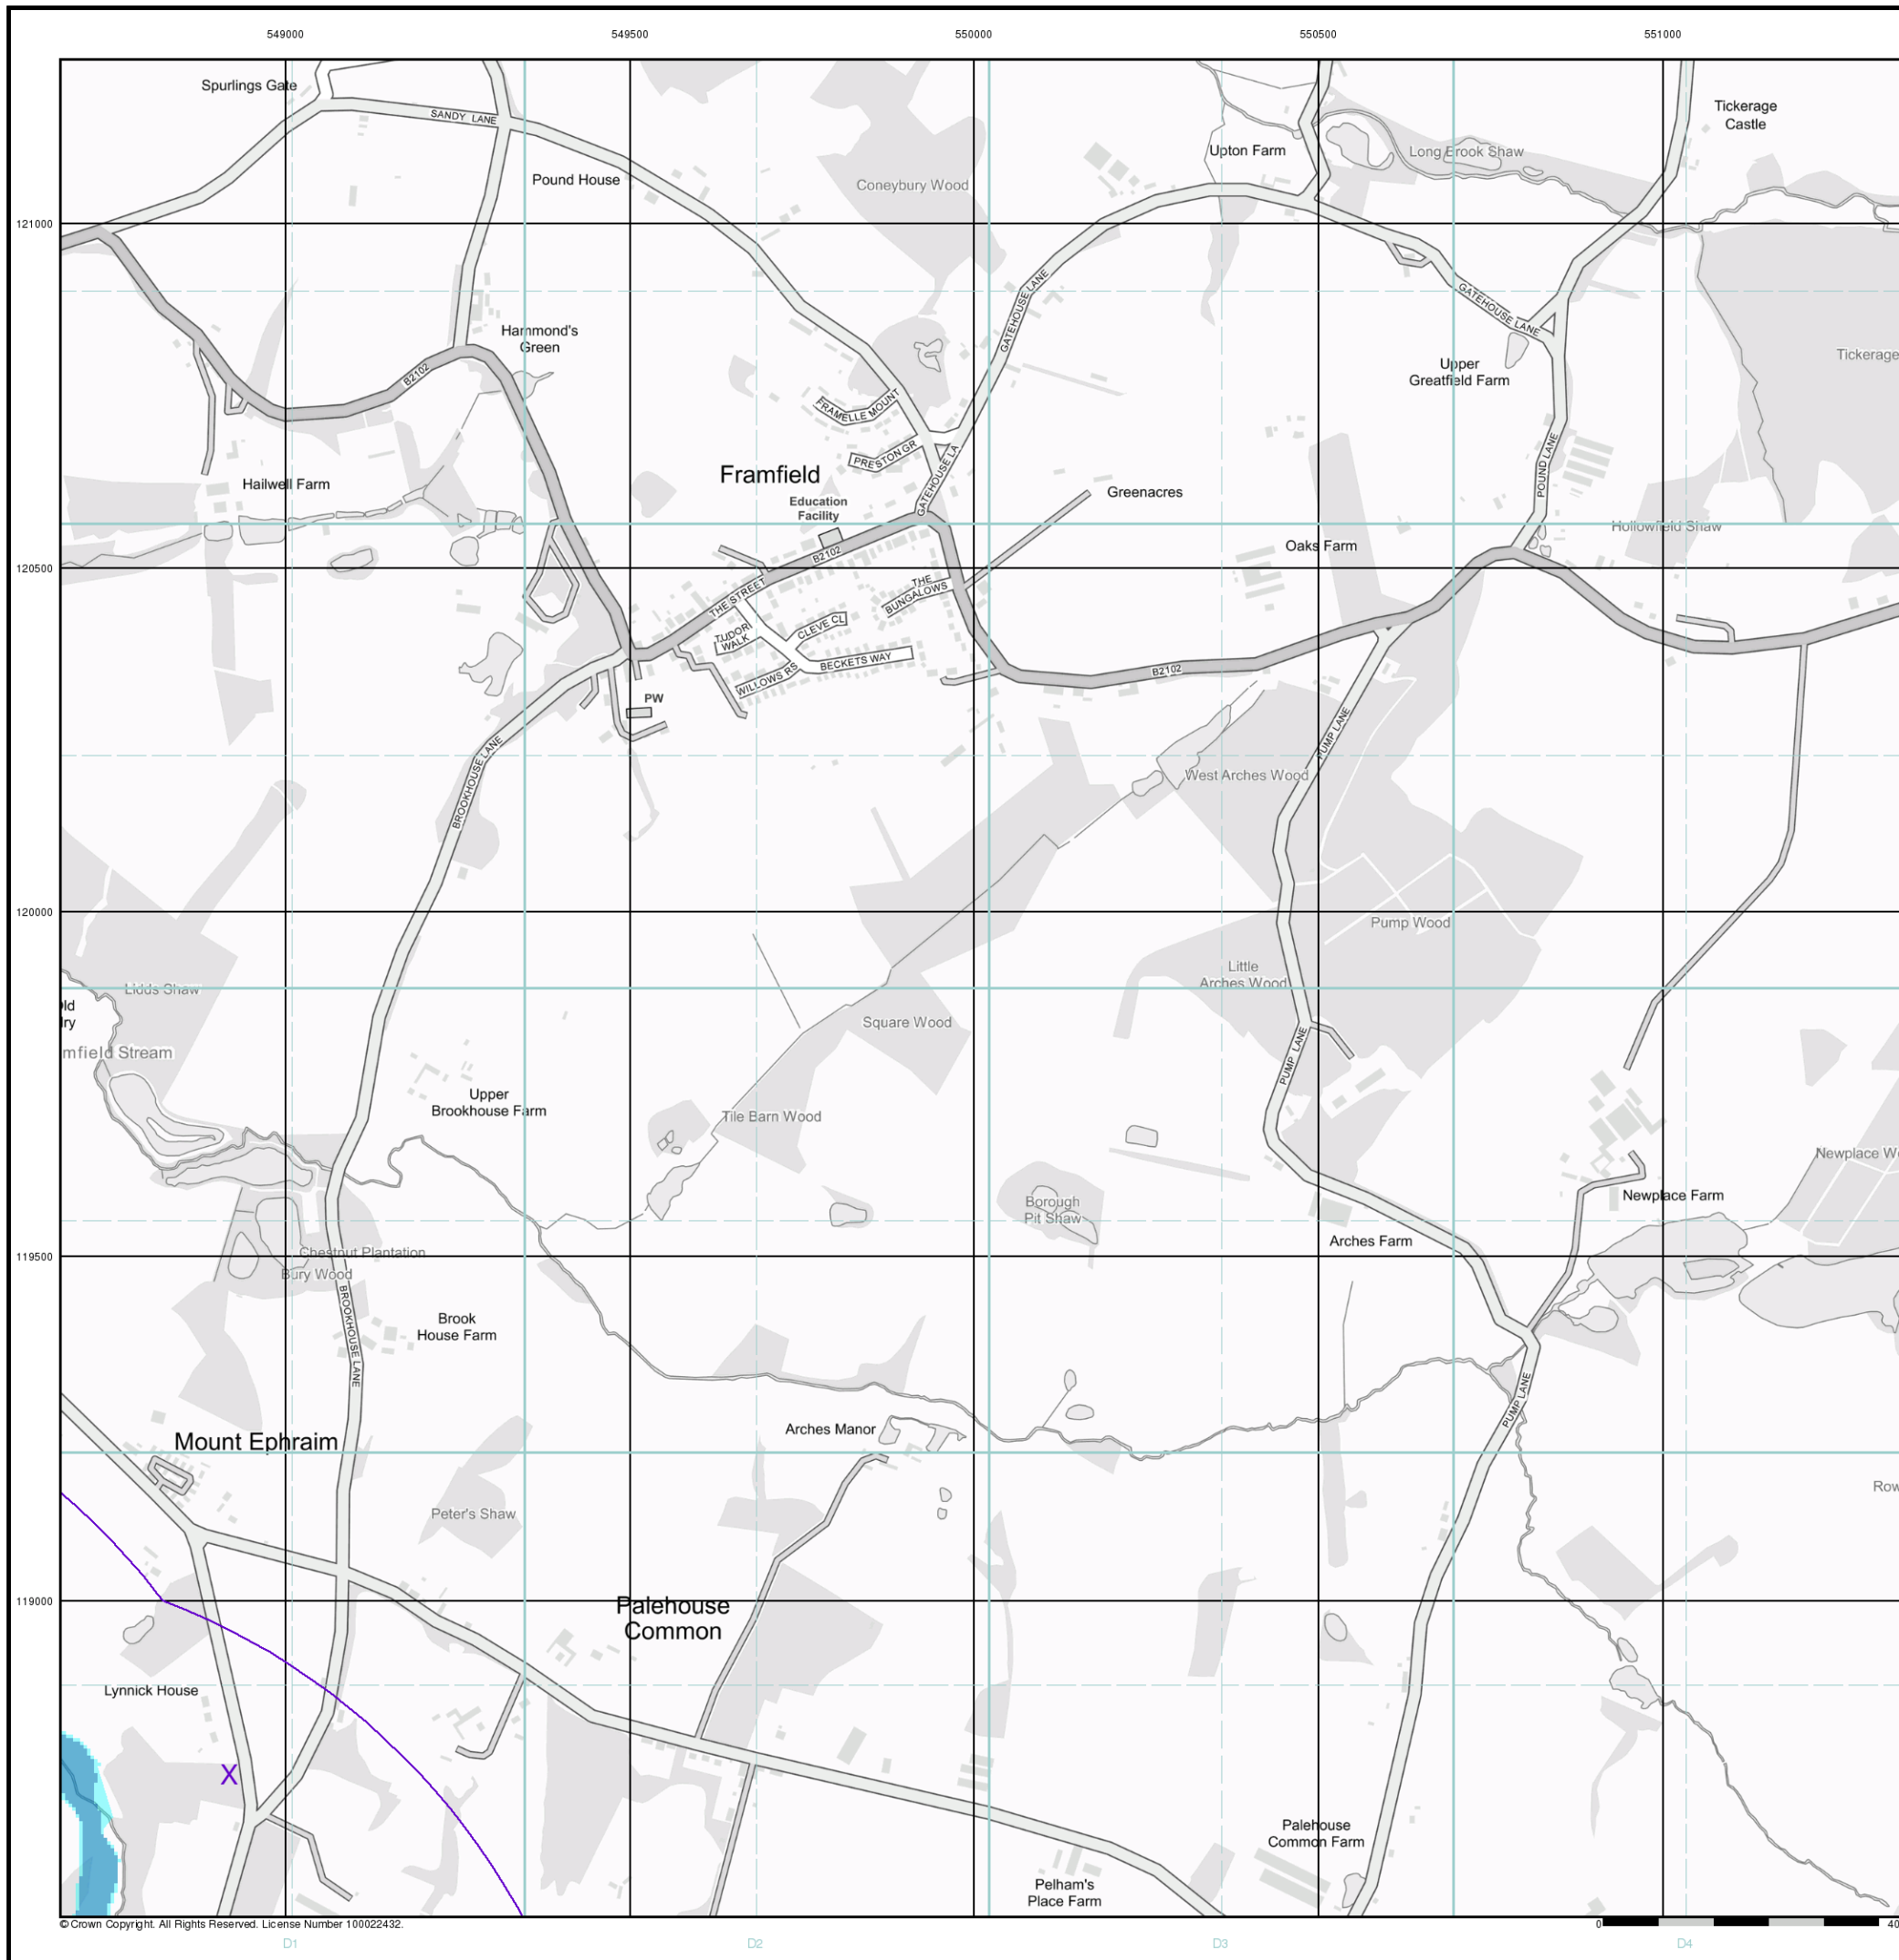 549000
549500
550000
550500
551000
Spurlings Gate
SANDY LANE
Tickerage
Castle
Upton Farm
Long Brook Shaw
Pound House
Coneybury Wood
121000
GATEHOUSE LANE
GATEHOUSE LANE
Hammond's
Green
Tickerage
Upper
Greatfield Farm
B2102
FRAMELLE MOUNT
PRESTON GR
GATEHOUSE LA
POUND LANE
Framfield
Hailwell Farm
Education
Facility
Greenacres
Hollowfield Shaw
Oaks Farm
B2102
120500
THE STREET
THE
BUNGALOWS
TUDOR
WALK
CLEVE CL
BECKETS WAY
WILLOWS RS
B2102
PW
PUMP LANE
BROOKHOUSE LANE
West Arches Wood
120000
Pump Wood
Little
Arches Wood
Lidds Shaw
ld
ry
Square Wood
mfield Stream
PUMP LANE
Upper
Brookhouse Farm
Tile Barn Wood
Newplace W
Newplace Farm
Borough
Pit Shaw
Arches Farm
119500
Chestnut Plantation
Bury Wood
BROOKHOUSE LANE
Brook
House Farm
PUMP LANE
Arches Manor
Mount Ephraim
Row
Peter's Shaw
119000
Palehouse
Common
Lynnick House
X
Palehouse
Common Farm
Pelham's
Place Farm
© Crown Copyright. All Rights Reserved. License Number 100022432.
0
40
D1
D2
D3
D4